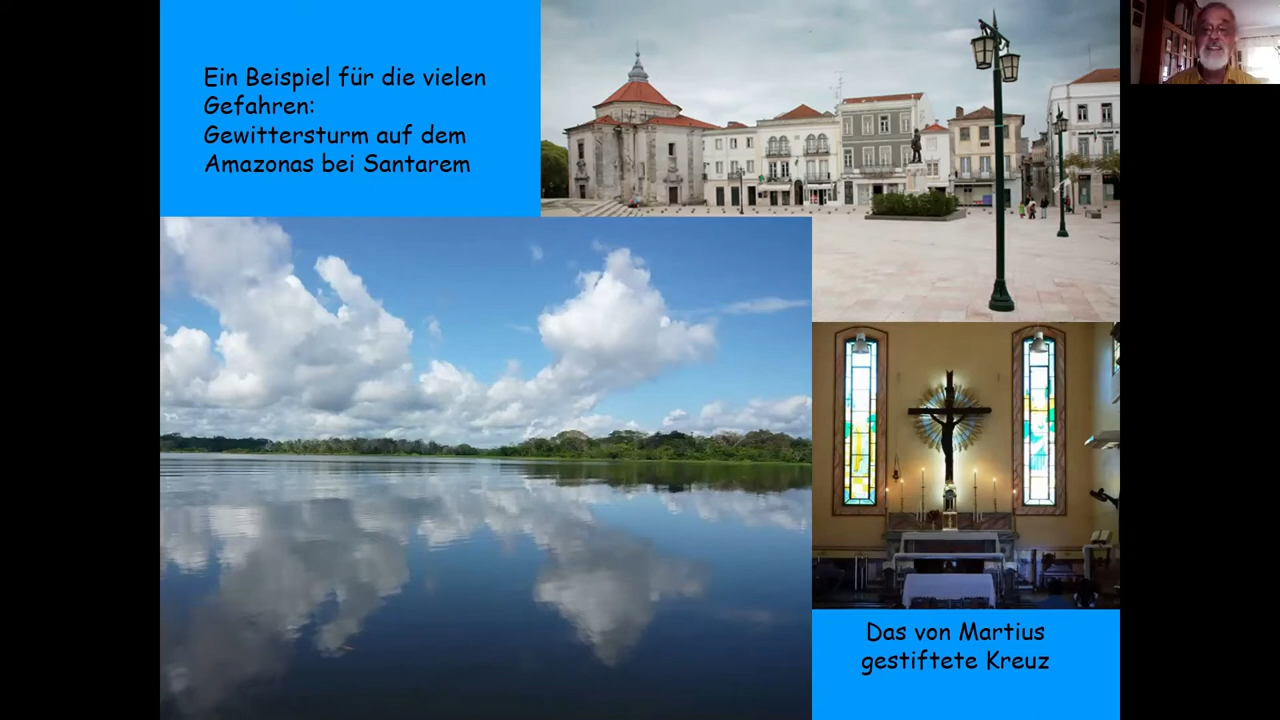 Ein Beispiel für die vielen
Gefahren:
Gewittersturm auf dem
Amazonas bei Santarem
Das von Martius
gestiftete Kreuz